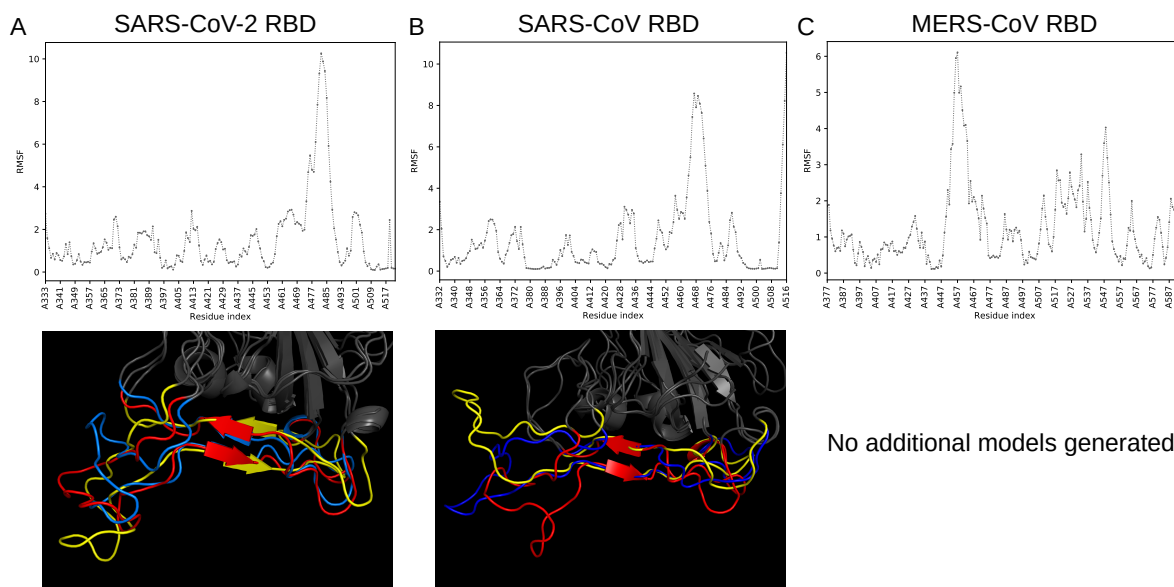 A
SARS-CoV-2 RBD
RMSF
10
8
6
4
2
0
A333
A341
A349
A357
A365
A373
A381
A389
A397
A405
A413
A421
A429
A437
A445
A453
A461
A469
A477
A485
A493
A501
A509
A517
Residue index
B
SARS-CoV RBD
RMSF
10
8
6
4
2
0
A332
A340
A348
A356
A364
A372
A380
A388
A396
A404
A412
A420
A428
A436
A444
A452
A460
A468
A476
A484
A492
A500
A508
A516
Residue index
C
MERS-CoV RBD
RMSF
6
5
4
3
2
1
0
A377
A387
A397
A407
A417
A427
A437
A447
A457
A467
A477
A487
A497
A507
A517
A527
A537
A547
A557
A567
A577
A587
Residue index
No additional models generated